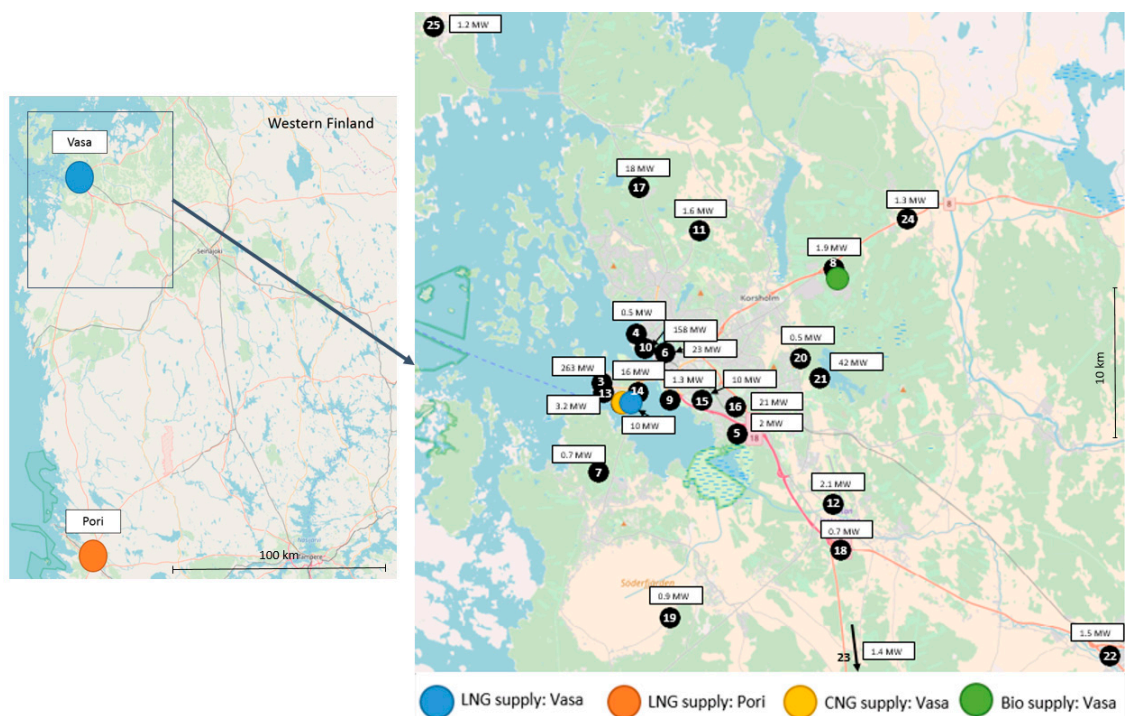 25
1.2 MW
Western Finland
Vasa
18 MW
17
1.3 MW
24
8
1.6 MW
11
1.9 MW
8
Seinäjoki
Korsholm
0.5 MW
4
158 MW
10
6
23 MW
0.5 MW
20
42 MW
21
10 km
263 MW
3
16 MW
1.3 MW
10 MW
13
14
9
15
16
21 MW
3.2 MW
10 MW
2 MW
5
18
0.7 MW
7
2.1 MW
12
0.7 MW
18
Pori
100 km
Söderfjärden
0.9 MW
19
1.5 MW
22
23
1.4 MW
LNG supply: Vasa
LNG supply: Pori
CNG supply: Vasa
Bio supply: Vasa